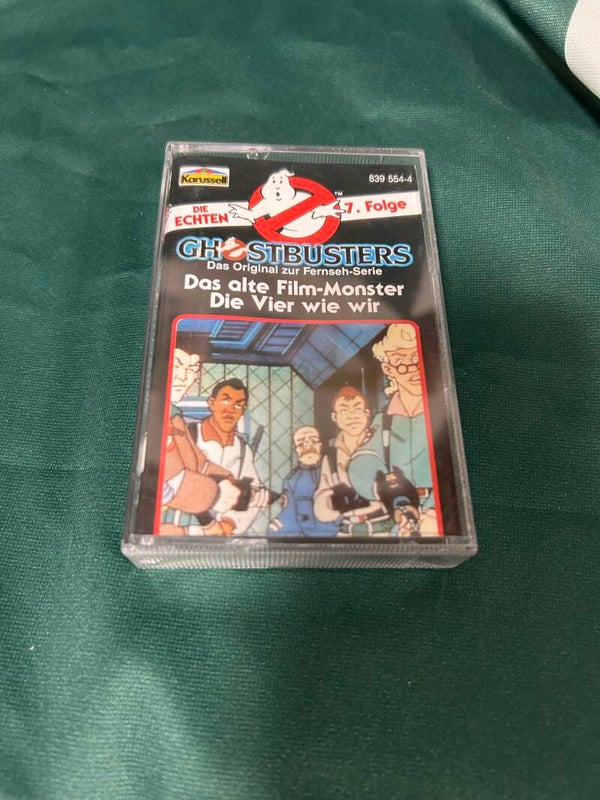 Karussell
839 554-4
DIE
ECHTEN
7. Folge
TM
GHOSTBUSTERS
Das Original zur Fernseh-Serie
Das alte Film-Monster
Die Vier wie wir